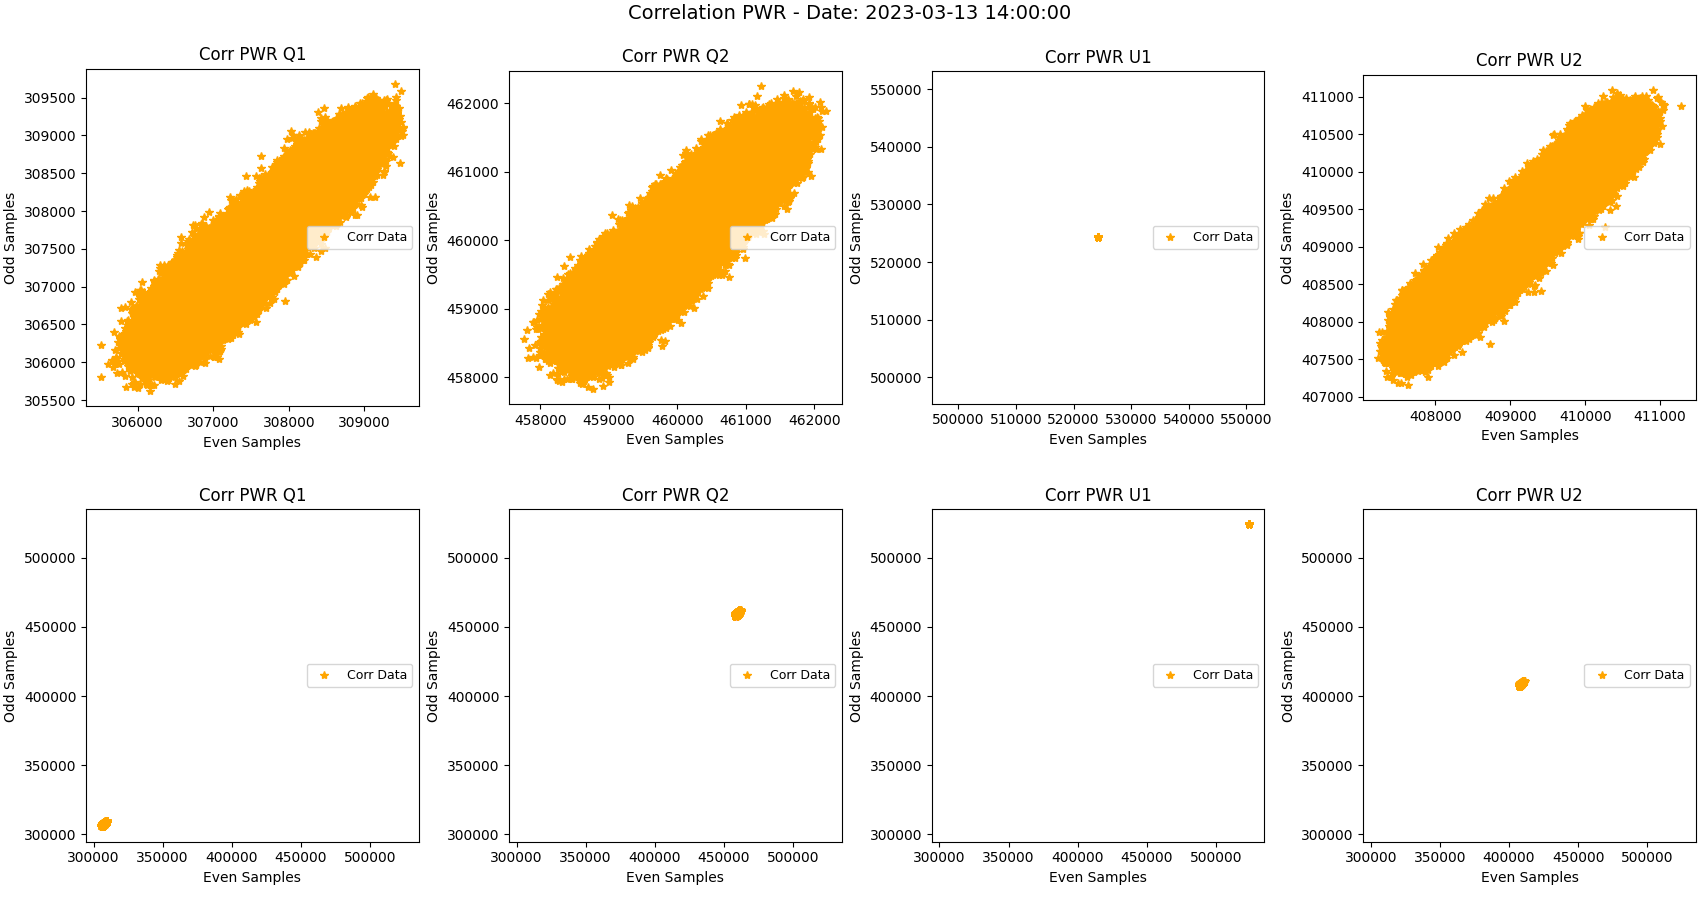 Correlation PWR - Date: 2023-03-13 14:00:00
Corr PWR Q1
309500
309000
308500
308000
307500
307000
306500
306000
305500
Odd Samples
Corr Data
306000 307000 308000 309000
Even Samples
Corr PWR Q2
462000
461000
460000
459000
458000
Odd Samples
Corr Data
458000 459000 460000 461000 462000
Even Samples
Corr PWR U1
550000
540000
530000
520000
510000
500000
Odd Samples
Corr Data
500000 510000 520000 530000 540000 550000
Even Samples
Corr PWR U2
411000
410500
410000
409500
409000
408500
408000
407500
407000
Odd Samples
Corr Data
408000 409000 410000 411000
Even Samples
Corr PWR Q1
500000
450000
400000
350000
300000
Odd Samples
Corr Data
300000 350000 400000 450000 500000
Even Samples
Corr PWR Q2
500000
450000
400000
350000
300000
Odd Samples
Corr Data
300000 350000 400000 450000 500000
Even Samples
Corr PWR U1
500000
450000
400000
350000
300000
Odd Samples
Corr Data
300000 350000 400000 450000 500000
Even Samples
Corr PWR U2
500000
450000
400000
350000
300000
Odd Samples
Corr Data
300000 350000 400000 450000 500000
Even Samples